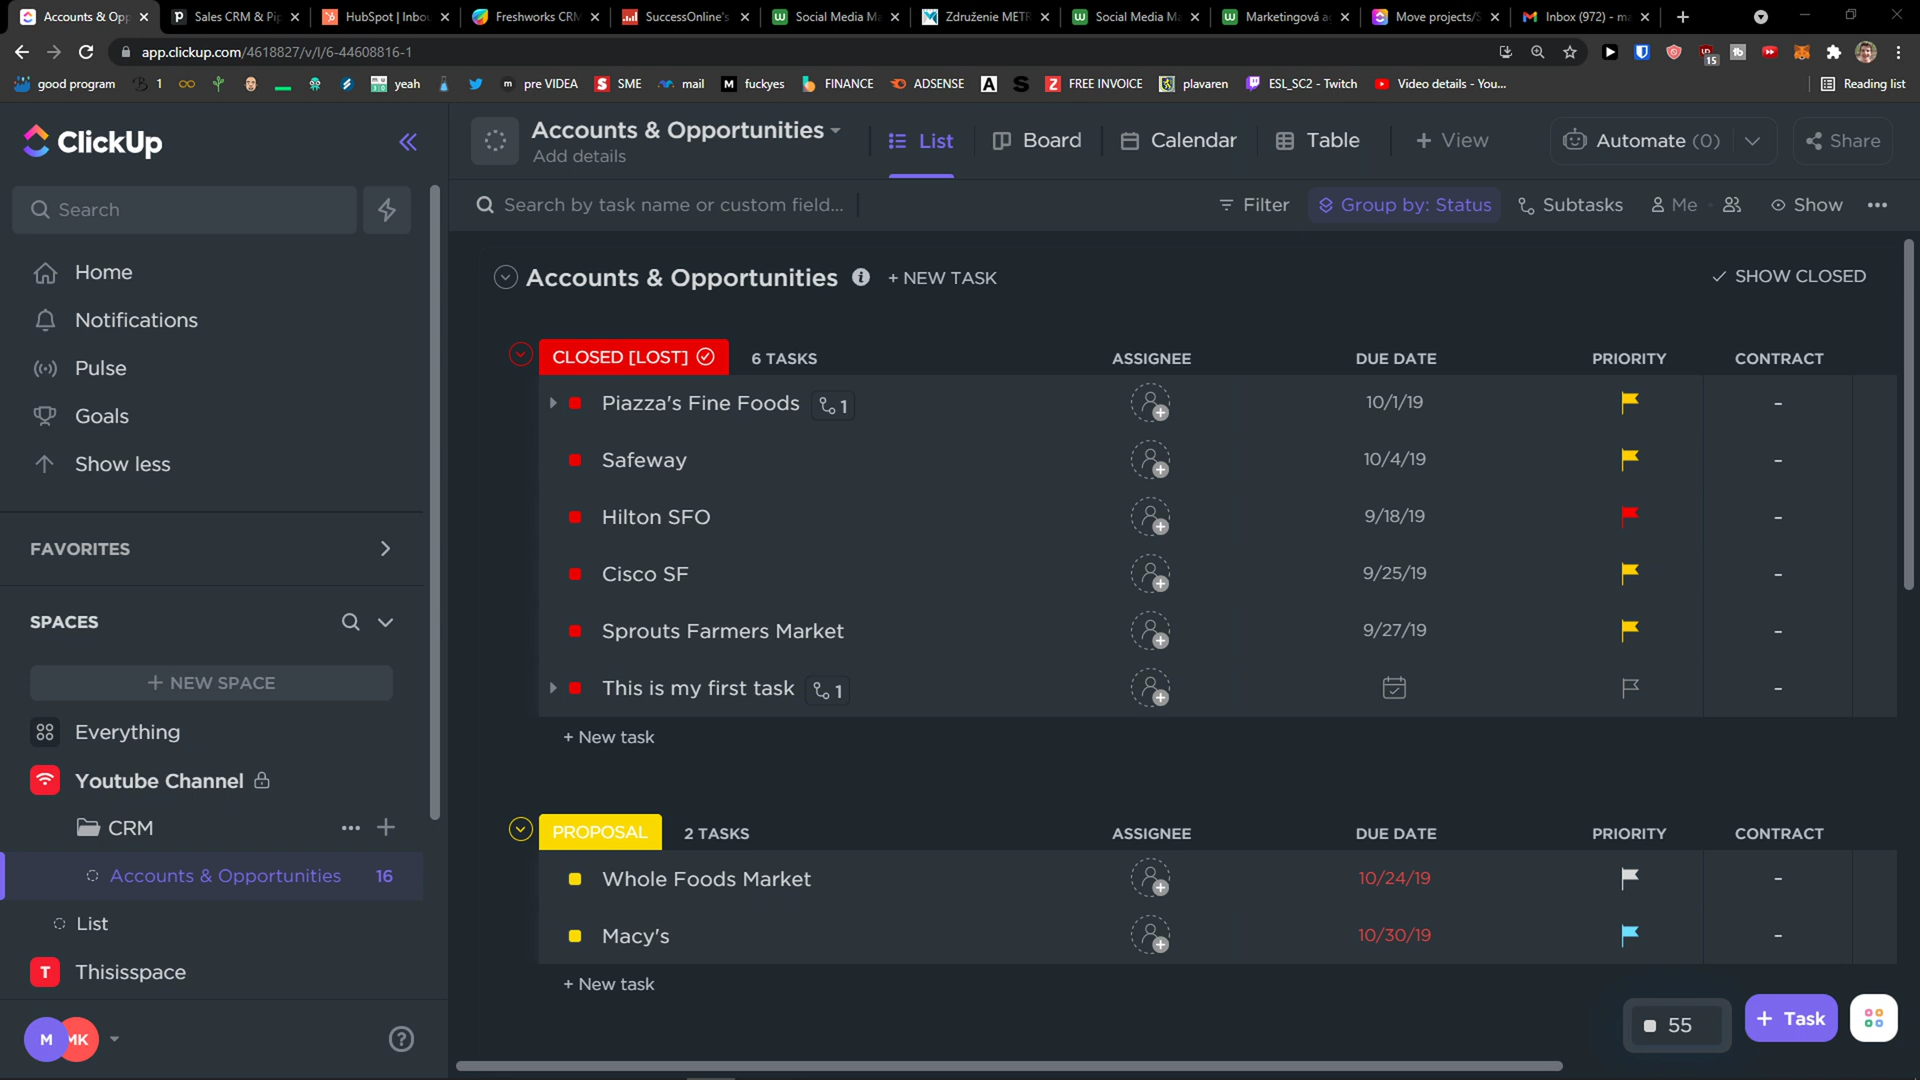 Accounts & Opp
Sales CRM & Pip
HubSpot | Inbou
Freshworks CRM
SuccessOnline's
Social Media Ma
Združenie METR
Social Media Ma
Marketingová a
Move projects/S
Inbox (972) - ma
app.clickup.com/4618827/v/l/6-44608816-1
15
good program
1
yeah
pre VIDEA
SME
mail
fuckyes
FINANCE
ADSENSE
FREE INVOICE
plavaren
ESL_SC2 - Twitch
Video details - You...
Reading list
ClickUp
Accounts & Opportunities
Add details
List
Board
Calendar
Table
+ View
Automate (0)
Share
Search
Search by task name or custom field...
Filter
Group by: Status
Subtasks
Me
Show
Home
Notifications
Pulse
Goals
Show less
FAVORITES
SPACES
+ NEW SPACE
Everything
Youtube Channel
CRM
Accounts & Opportunities 16
List
T Thisisspace
M MK
Accounts & Opportunities + NEW TASK
SHOW CLOSED
CLOSED [LOST] 6 TASKS ASSIGNEE DUE DATE PRIORITY CONTRACT
Piazza's Fine Foods 1 10/1/19 -
Safeway 10/4/19 -
Hilton SFO 9/18/19 -
Cisco SF 9/25/19 -
Sprouts Farmers Market 9/27/19 -
This is my first task 1 -
+ New task
PROPOSAL 2 TASKS ASSIGNEE DUE DATE PRIORITY CONTRACT
Whole Foods Market 10/24/19 -
Macy's 10/30/19 -
+ New task
55
+ Task